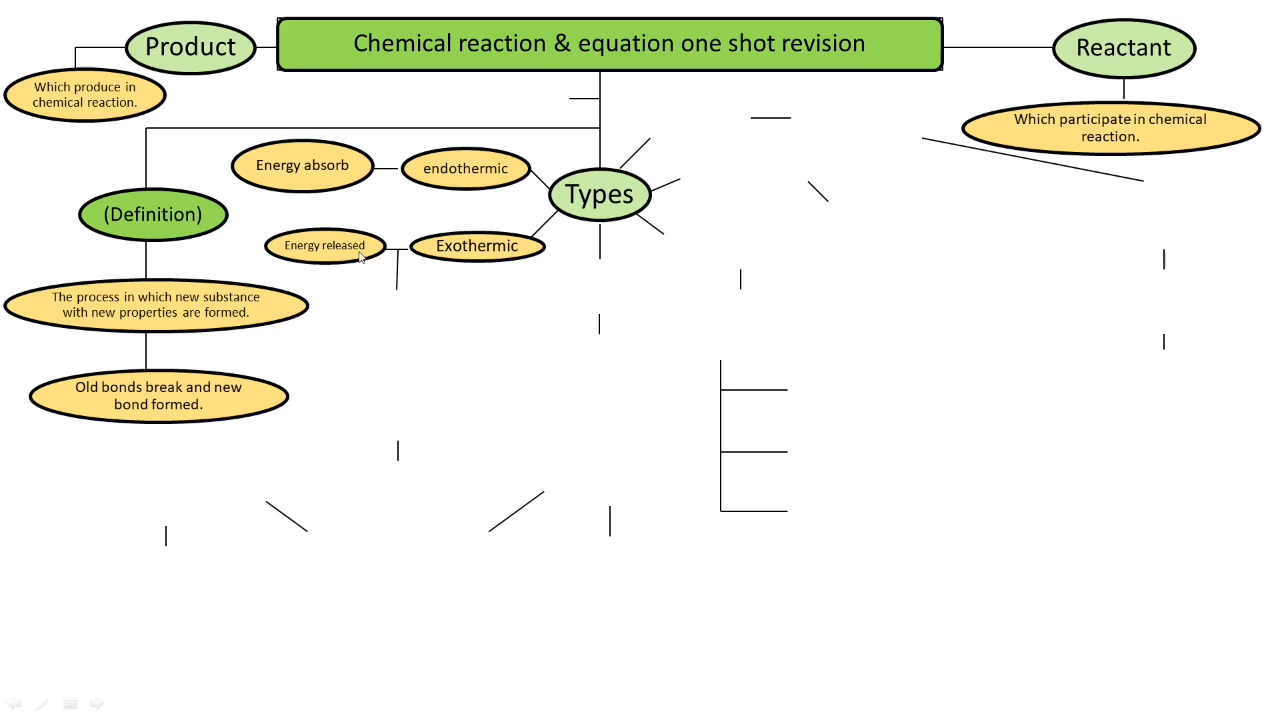 Product
Chemical reaction & equation one shot revision
Reactant
Which produce in
chemical reaction.
Which participate in chemical
reaction.
Energy absorb
endothermic
Types
(Definition)
Energy released
Exothermic
The process in which new substance
with new properties are formed.
Old bonds break and new
bond formed.